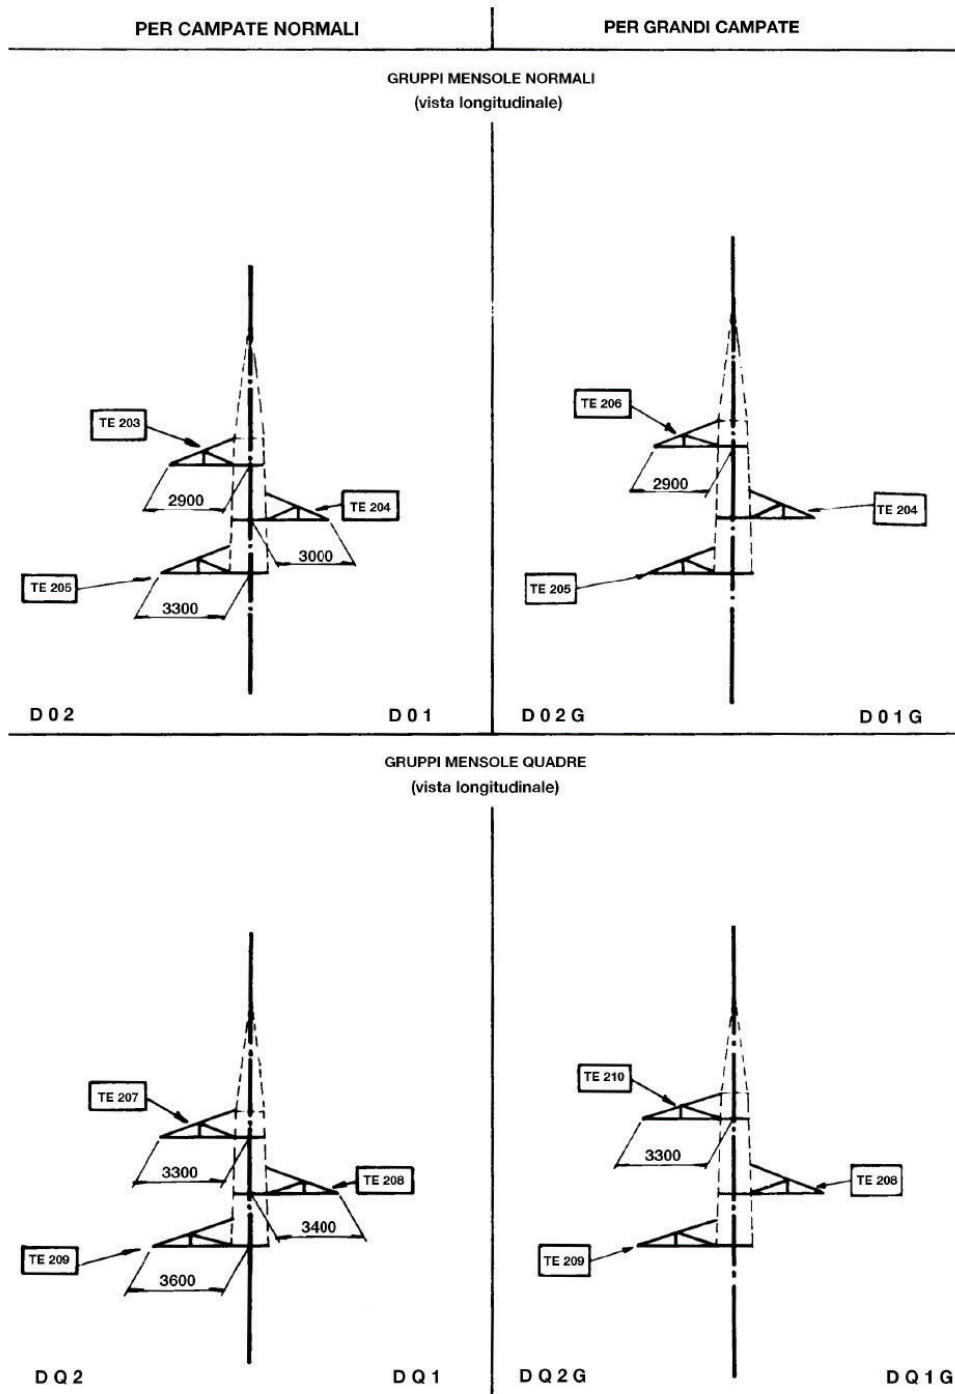 PER CAMPATE NORMALI
PER GRANDI CAMPATE
GRUPPI MENSOLE NORMALI
(vista longitudinale)
TE 203
2900
TE 204
3000
TE 205
3300
D 0 2
D 0 1
TE 206
2900
TE 204
TE 205
D 0 2 G
D 0 1 G
GRUPPI MENSOLE QUADRE
(vista longitudinale)
TE 207
3300
TE 208
3400
TE 209
3600
D Q 2
D Q 1
TE 210
3300
TE 208
TE 209
D Q 2 G
D Q 1 G